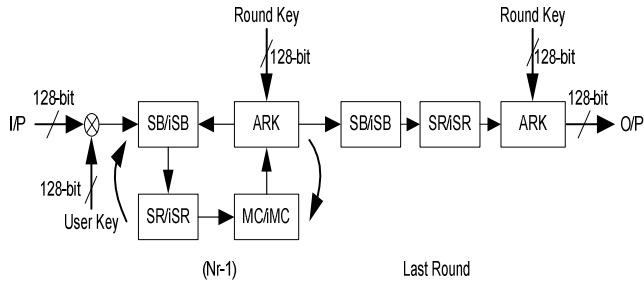 Round Key
Round Key
128-bit
128-bit
128-bit
128-bit
I/P
SB/iSB
ARK
SB/iSB
SR/iSR
ARK
O/P
128-bit
User Key
SR/iSR
MC/iMC
(Nr-1)
Last Round